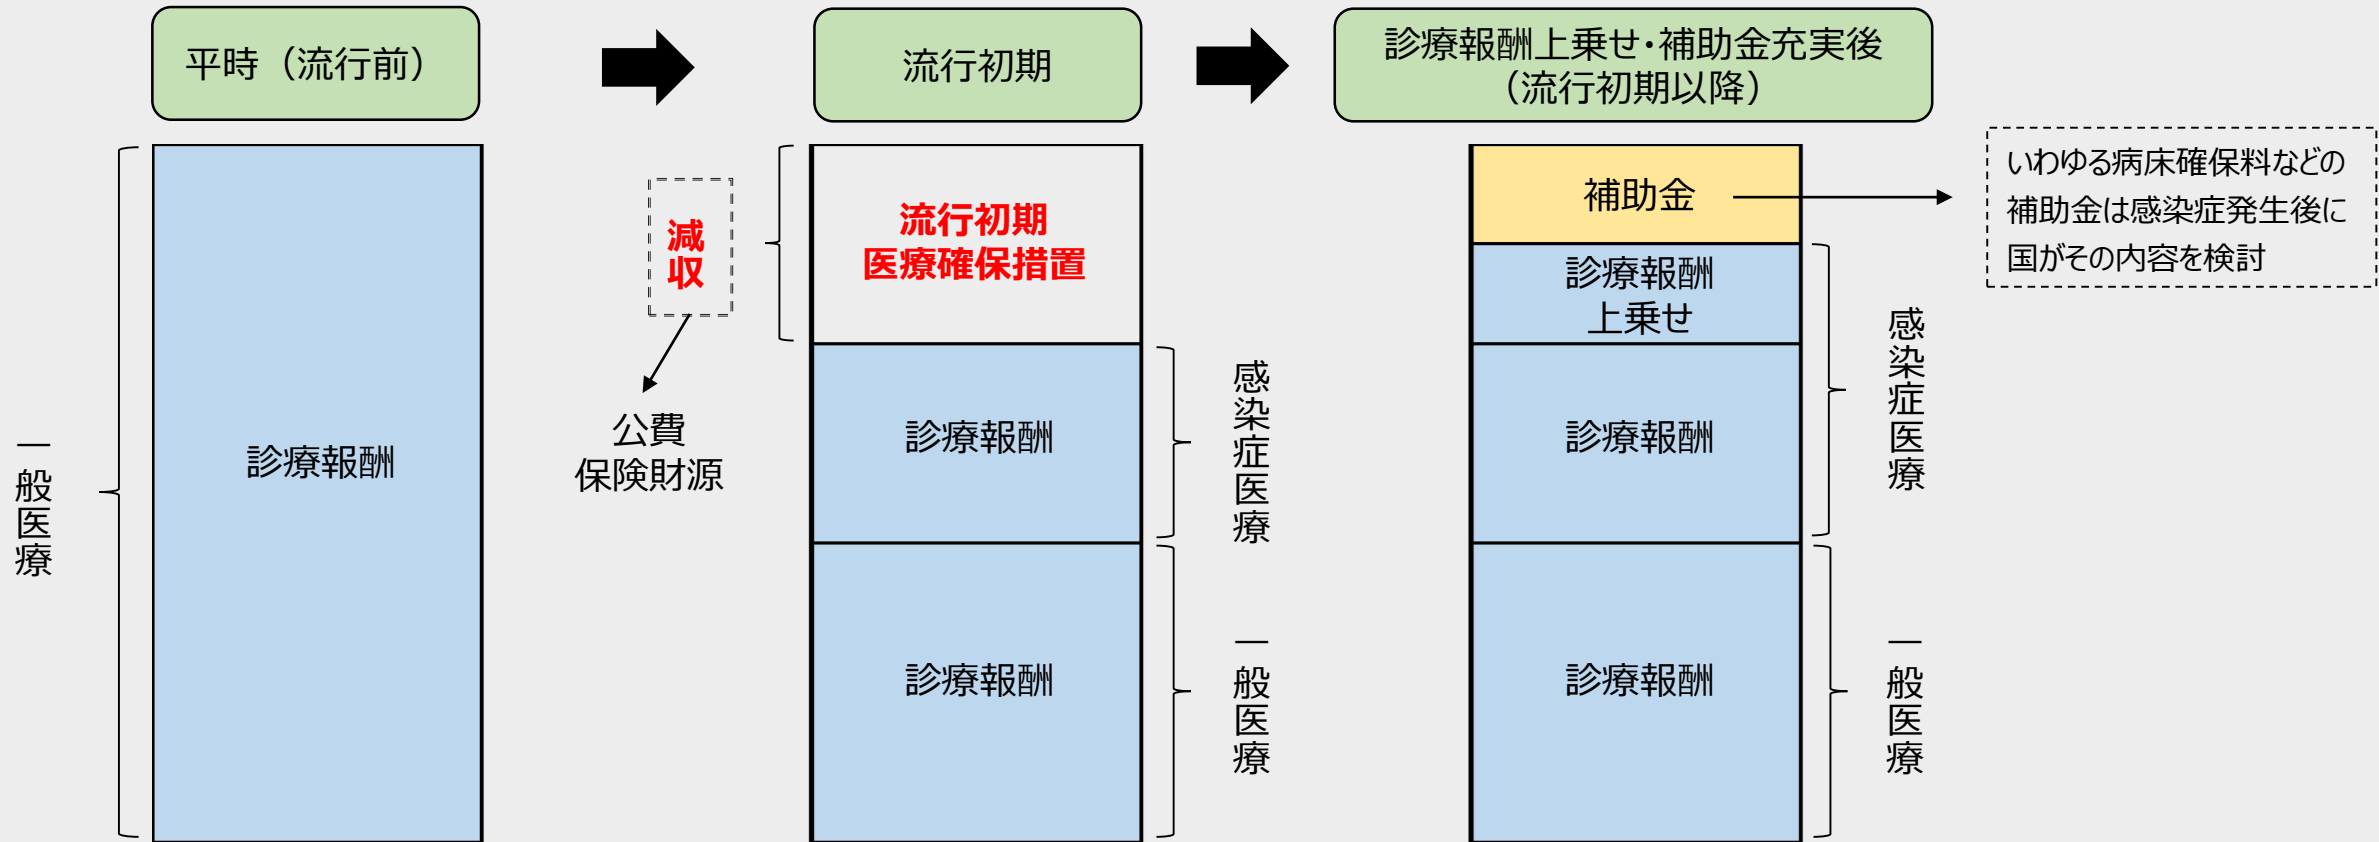 平時（流行前）
流行初期
診療報酬上乗せ・補助金充実後
（流行初期以降）
一般医療
診療報酬
減収
公費
保険財源
流行初期
医療確保措置
診療報酬
診療報酬
感染症医療
一般医療
補助金
診療報酬
上乗せ
診療報酬
診療報酬
感染症医療
一般医療
いわゆる病床確保料などの
補助金は感染症発生後に
国がその内容を検討